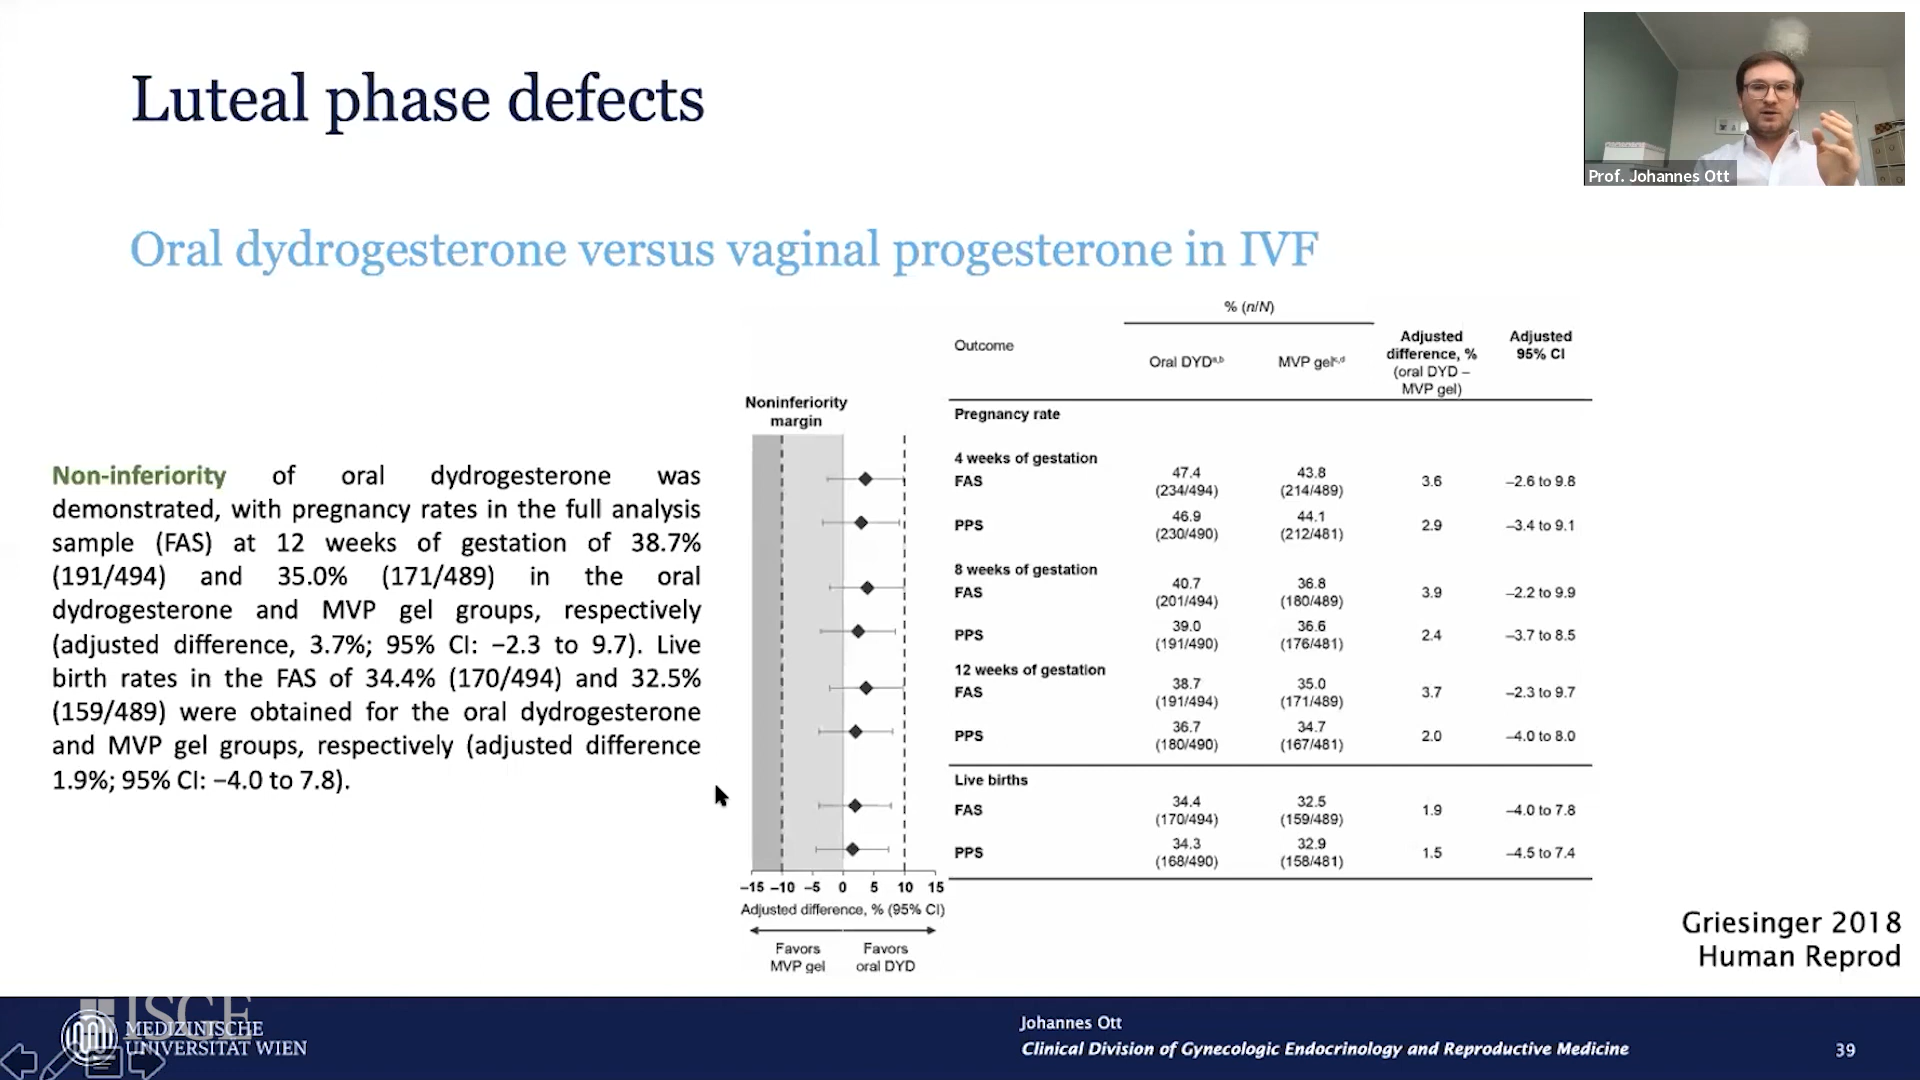 Luteal phase defects
Prof. Johannes Ott
Oral dydrogesterone versus vaginal progesterone in IVF
Non-inferiority of oral dydrogesterone was
demonstrated, with pregnancy rates in the full analysis
sample (FAS) at 12 weeks of gestation of 38.7%
(191/494) and 35.0% (171/489) in the oral
dydrogesterone and MVP gel groups, respectively
(adjusted difference, 3.7%; 95% CI: −2.3 to 9.7). Live
birth rates in the FAS of 34.4% (170/494) and 32.5%
(159/489) were obtained for the oral dydrogesterone
and MVP gel groups, respectively (adjusted difference
1.9%; 95% CI: −4.0 to 7.8).
Noninferiority
margin
−15 −10 −5 0 5 10 15
Adjusted difference, % (95% CI)
Favors Favors
MVP gel oral DYD
% (n/N)
Outcome Oral DYDa,b MVP gelc,d Adjusted difference, % (oral DYD – MVP gel) Adjusted 95% CI
Pregnancy rate
4 weeks of gestation
FAS 47.4 (234/494) 43.8 (214/489) 3.6 −2.6 to 9.8
PPS 46.9 (230/490) 44.1 (212/481) 2.9 −3.4 to 9.1
8 weeks of gestation
FAS 40.7 (201/494) 36.8 (180/489) 3.9 −2.2 to 9.9
PPS 39.0 (191/490) 36.6 (176/481) 2.4 −3.7 to 8.5
12 weeks of gestation
FAS 38.7 (191/494) 35.0 (171/489) 3.7 −2.3 to 9.7
PPS 36.7 (180/490) 34.7 (167/481) 2.0 −4.0 to 8.0
Live births
FAS 34.4 (170/494) 32.5 (159/489) 1.9 −4.0 to 7.8
PPS 34.3 (168/490) 32.9 (158/481) 1.5 −4.5 to 7.4
Griesinger 2018
Human Reprod
ISGE
MEDIZINISCHE
UNIVERSITÄT WIEN
Johannes Ott
Clinical Division of Gynecologic Endocrinology and Reproductive Medicine
39